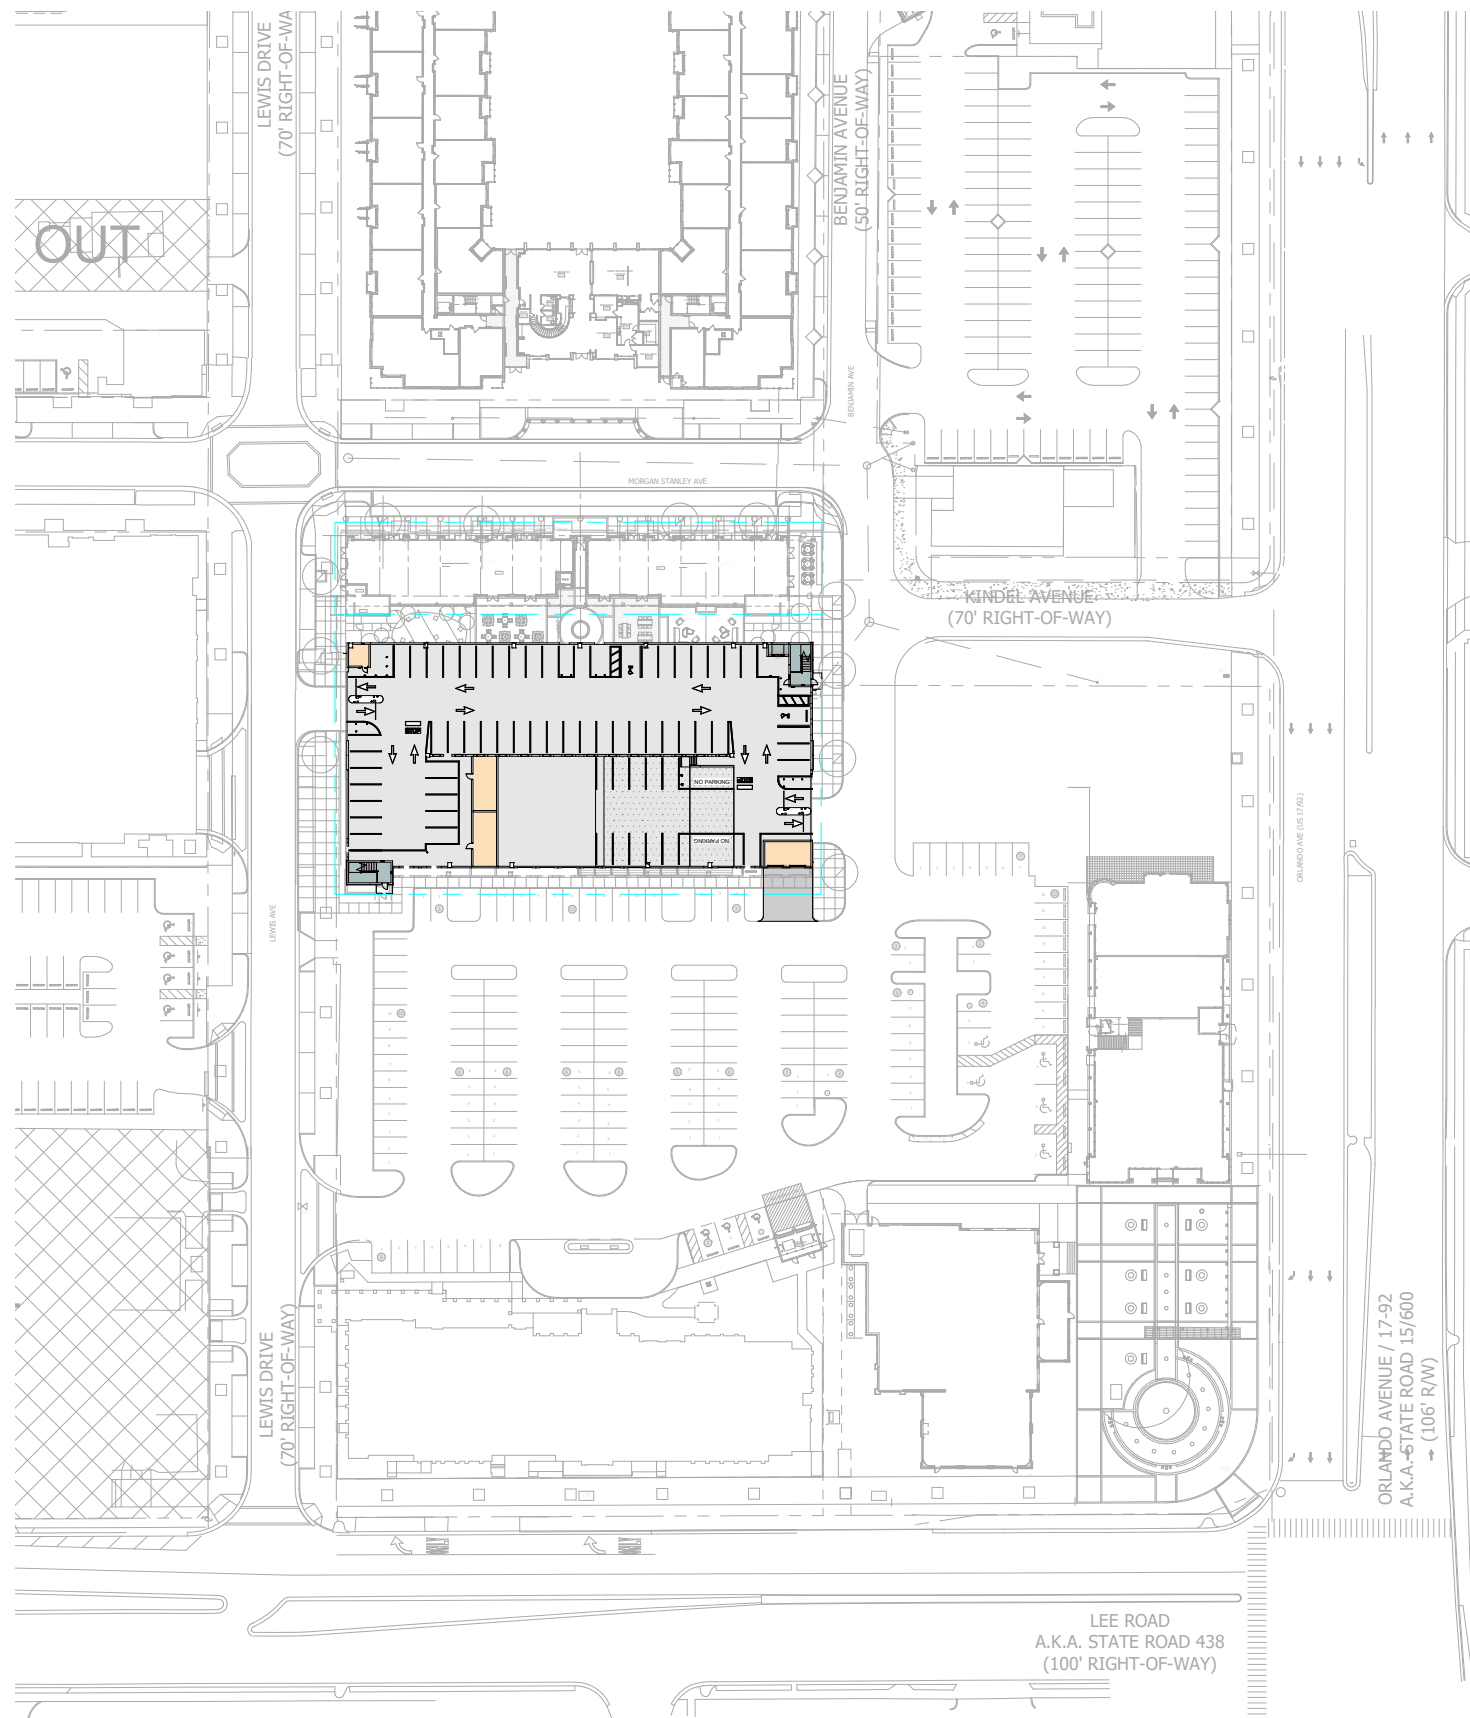 LEWIS DRIVE
(70' RIGHT-OF-WA
BENJAMIN AVENUE
(50' RIGHT-OF-WAY)
OUT
BENJAMIN AVE
MORGAN STANLEY AVE
KINDEL AVENUE
(70' RIGHT-OF-WAY)
NO PARKING
NO PARKING
LEWIS AVE
ORLANDO AVE (US 17/92)
LEWIS DRIVE
(70' RIGHT-OF-WAY)
ORLANDO AVENUE / 17-92
A.K.A. STATE ROAD 15/600
(106' R/W)
LEE ROAD
A.K.A. STATE ROAD 438
(100' RIGHT-OF-WAY)